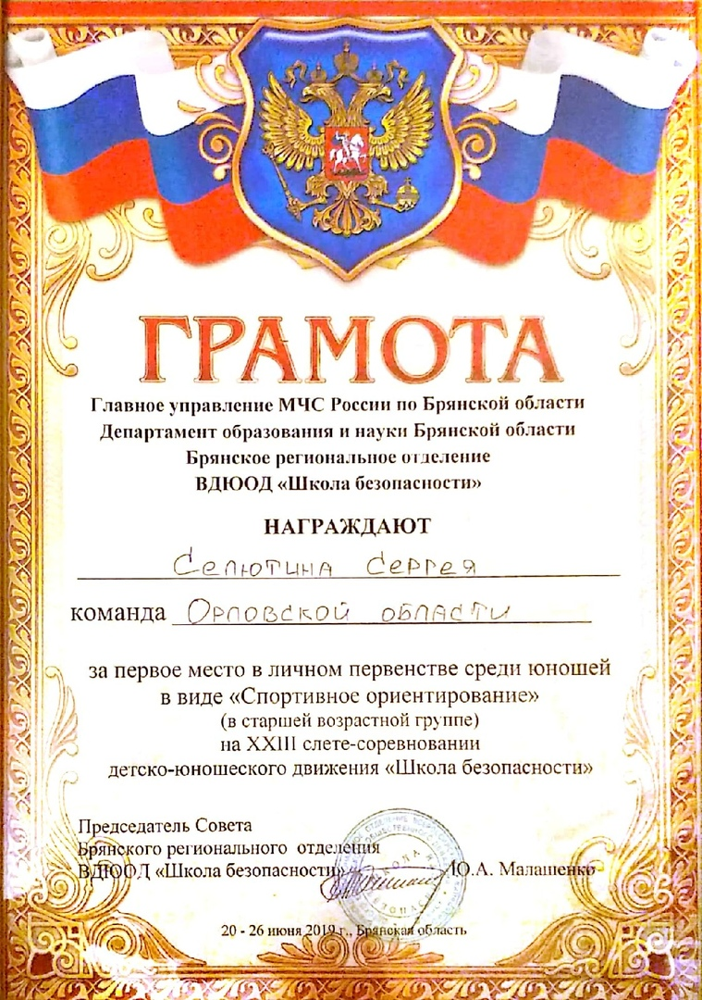 ГРАМОТА
Главное управление МЧС России по Брянской области
Департамент образования и науки Брянской области
Брянское региональное отделение
ВДЮОД «Школа безопасности»
НАГРАЖДАЮТ
Селютина Сергея
команда Орловской области
за первое место в личном первенстве среди юношей
в виде «Спортивное ориентирование»
(в старшей возрастной группе)
на XXIII слете-соревновании
детско-юношеского движения «Школа безопасности»
Председатель Совета
Брянского регионального отделения
ВДЮОД «Школа безопасности» Ю.А. Малашенко
20 - 26 июня 2019 г., Брянская область